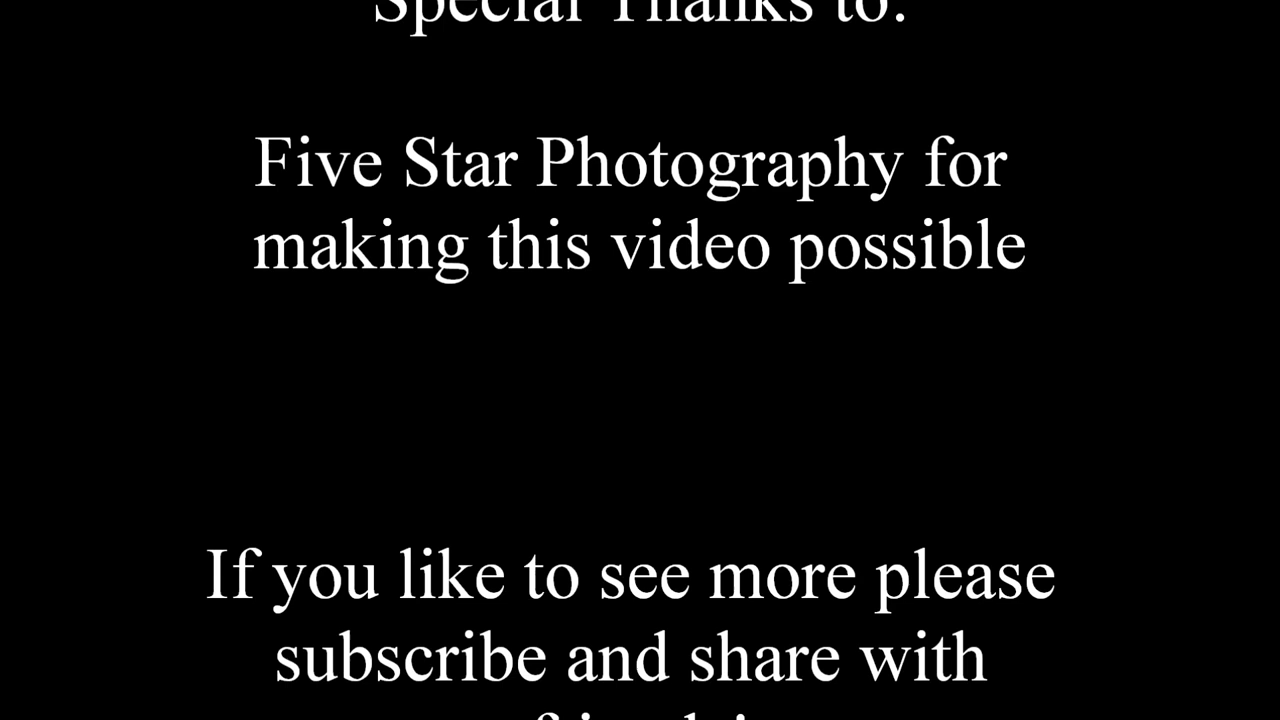 Special Thanks to:
Five Star Photography for
making this video possible
If you like to see more please
subscribe and share with